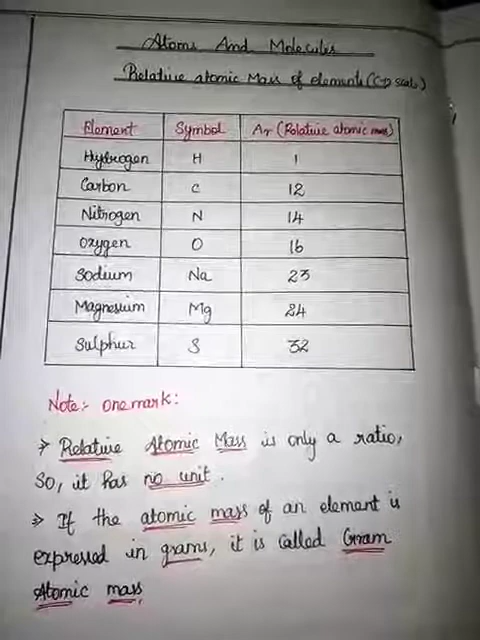 Atoms And Molecules
Relative atomic Mass of elements (C-12 scale)
Element Symbol Ar (Relative atomic mass)
Hydrogen H 1
Carbon C 12
Nitrogen N 14
Oxygen O 16
Sodium Na 23
Magnesium Mg 24
Sulphur S 32
Note:- one mark:
⇒ Relative Atomic Mass is only a ratio,
So, it has no unit.
⇒ If the atomic mass of an element is
expressed in grams, it is called Gram
Atomic mass,